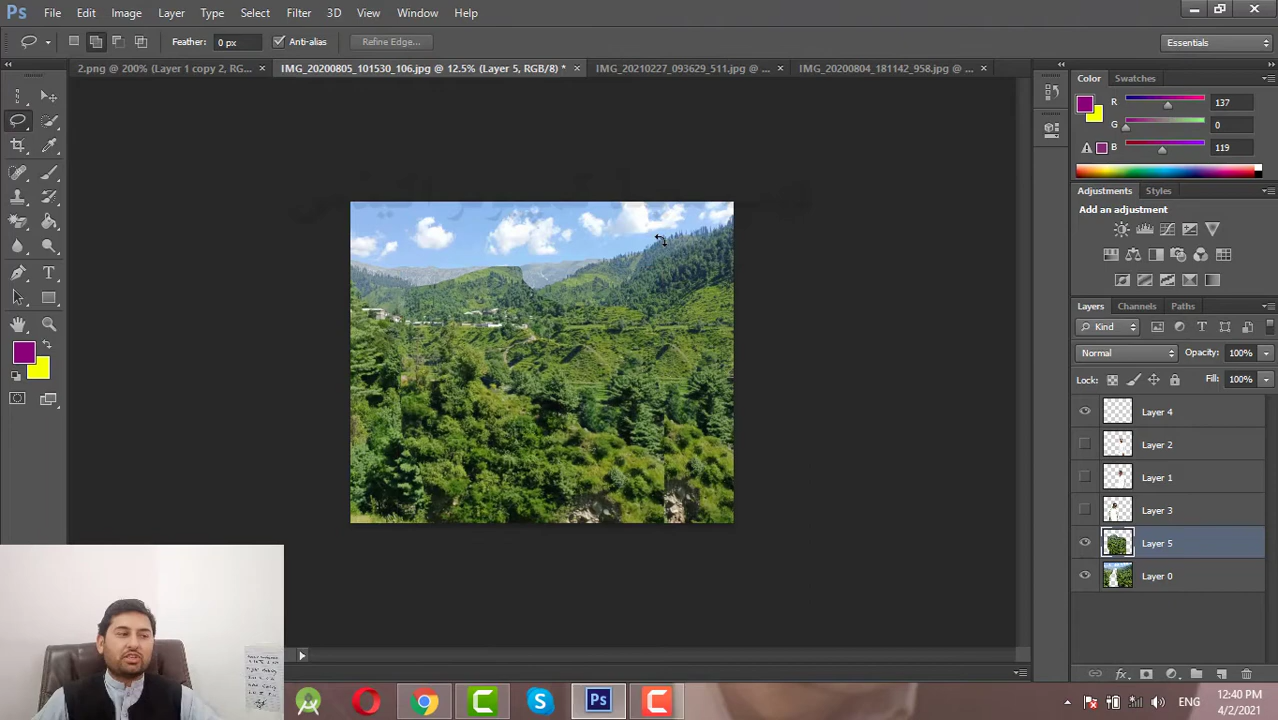 Ps File Edit Image Layer Type Select Filter 3D View Window Help
Feather: 0 px Anti-alias Refine Edge... Essentials
2.png @ 200% (Layer 1 copy 2, RG... × IMG_20200805_101530_106.jpg @ 12.5% (Layer 5, RGB/8) * × IMG_20210227_093629_511.jpg @ ... × IMG_20200804_181142_958.jpg @ ... ×
Color Swatches
R 137
G 0
B 119
Adjustments Styles
Add an adjustment
Layers Channels Paths
Kind
Normal Opacity: 100%
Lock: Fill: 100%
Layer 4
Layer 2
Layer 1
Layer 3
Layer 5
Layer 0
Ps
ENG
12:40 PM
4/2/2021